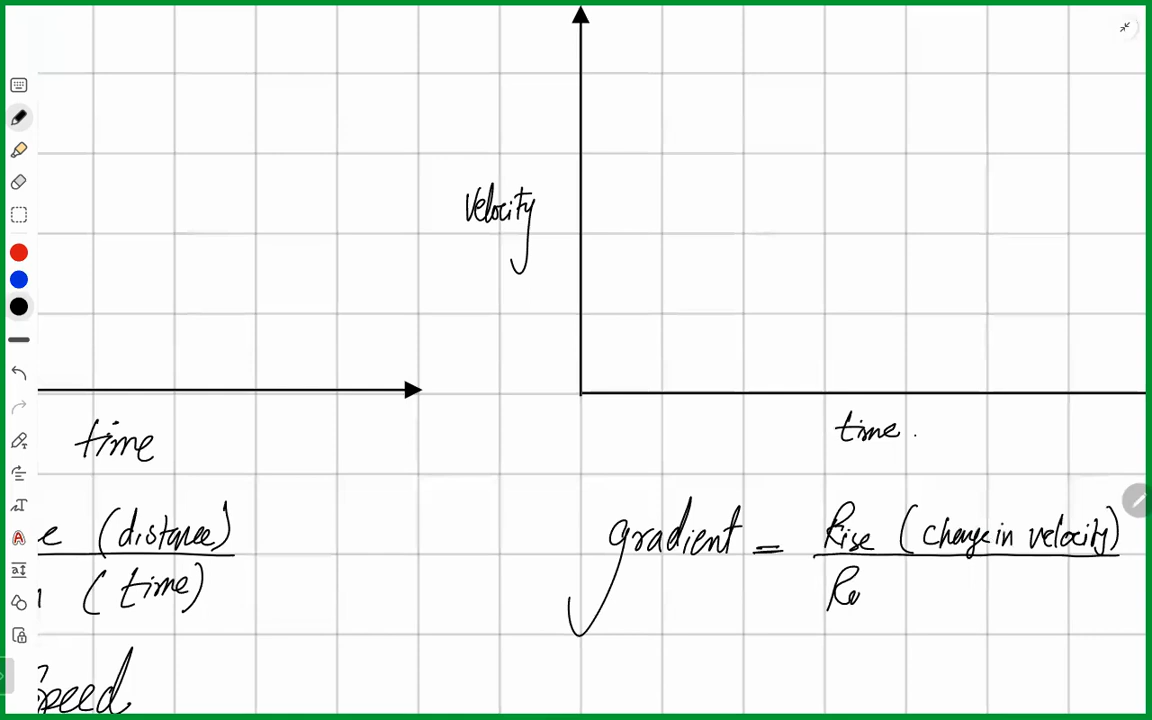 Velocity
time
time.
e (distance)
(time)
Speed
gradient = Rise (change in velocity)
Ru